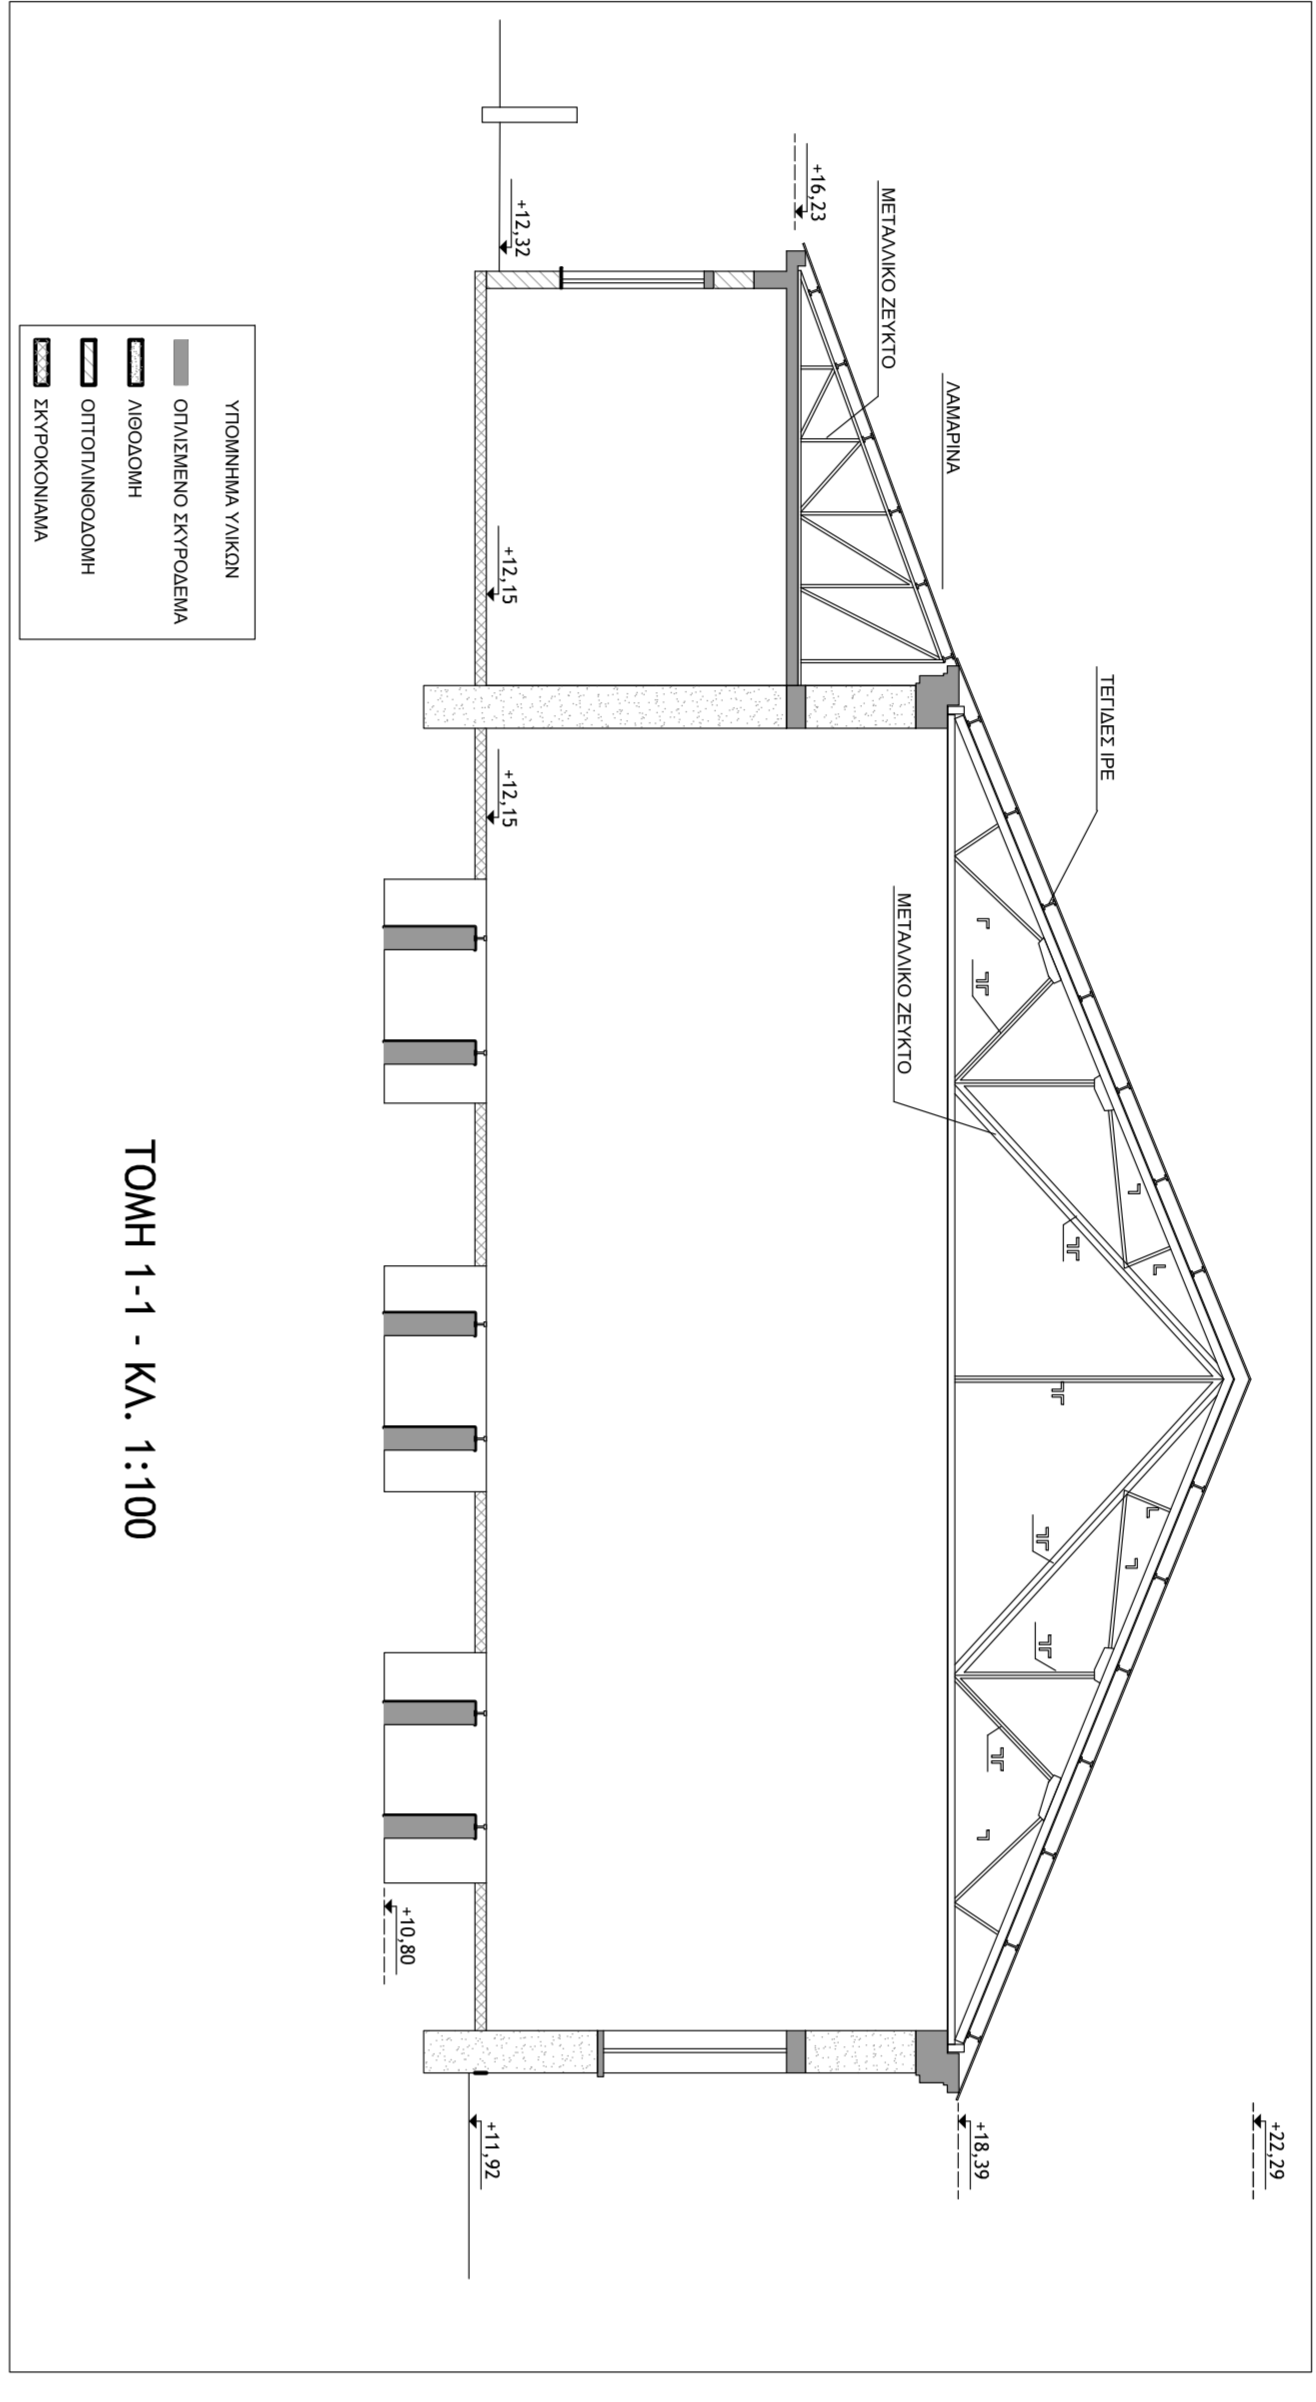 +22,29
ΤΕΓΙΔΕΣ IPE
+18,39
ΛΑΜΑΡΙΝΑ
ΜΕΤΑΛΛΙΚΟ ΖΕΥΚΤΟ
ΜΕΤΑΛΛΙΚΟ ΖΕΥΚΤΟ
+16,23
+12,32
+12,15
+12,15
+11,92
+10,80
ΥΠΟΜΝΗΜΑ ΥΛΙΚΩΝ
ΟΠΛΙΣΜΕΝΟ ΣΚΥΡΟΔΕΜΑ
ΛΙΘΟΔΟΜΗ
ΟΠΤΟΠΛΙΝΘΟΔΟΜΗ
ΣΚΥΡΟΚΟΝΙΑΜΑ
ΤΟΜΗ 1-1 - ΚΛ. 1:100